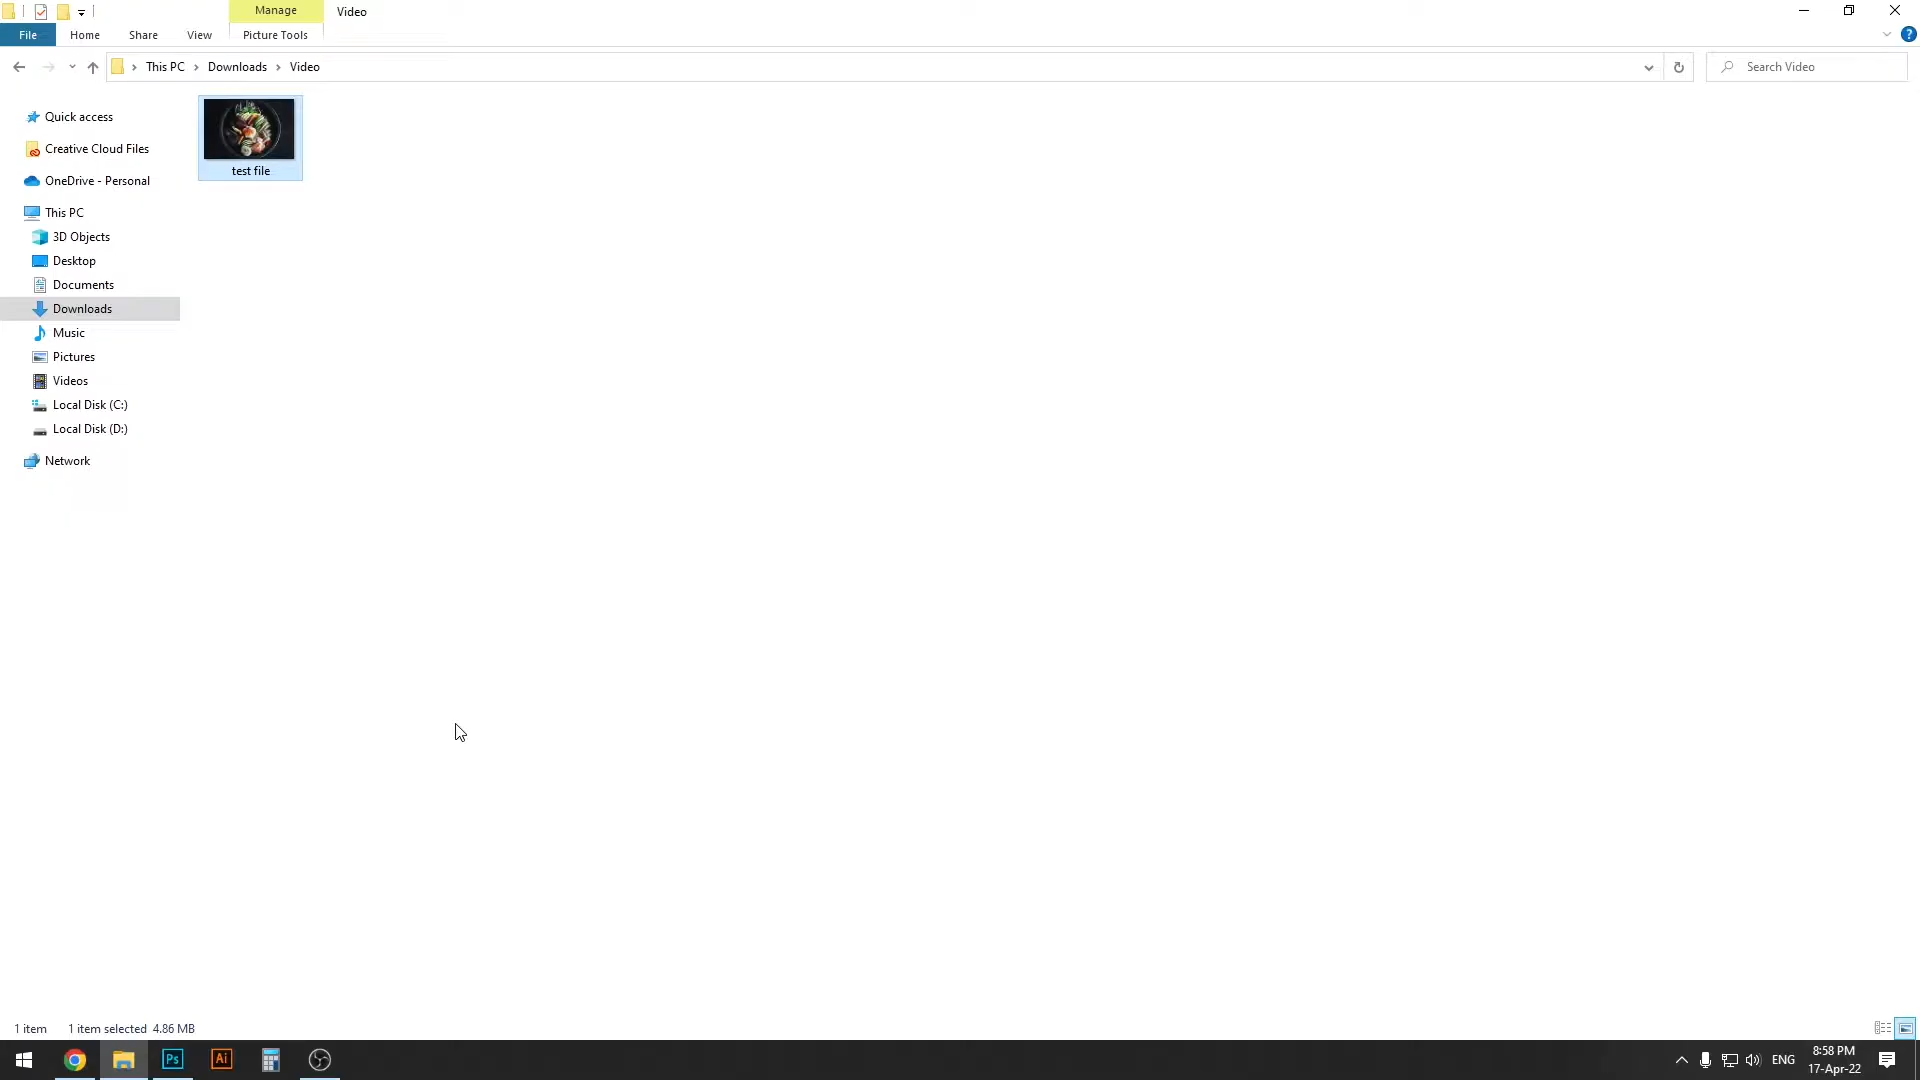 Manage
Video
File
Home
Share
View
Picture Tools
This PC
Downloads
Video
Search Video
Quick access
Creative Cloud Files
OneDrive - Personal
This PC
3D Objects
Desktop
Documents
Downloads
Music
Pictures
Videos
Local Disk (C:)
Local Disk (D:)
Network
test file
1 item
1 item selected 4.86 MB
Ps
Ai
ENG
8:58 PM
17-Apr-22